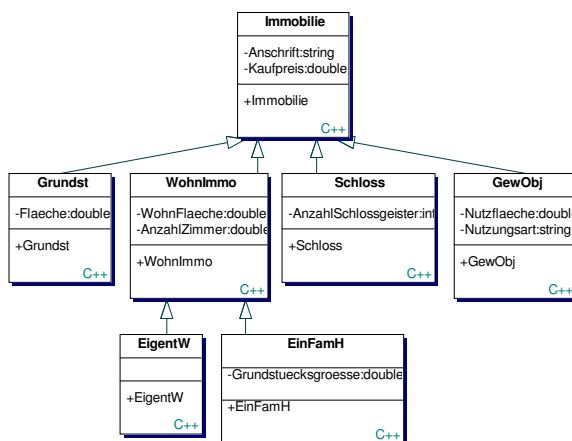 Immobilie
-Anschrift:string
-Kaufpreis:double
+Immobilie
C++
Grundst
-Flaeche:double
+Grundst
C++
WohnImmo
-WohnFlaeche:double
-AnzahlZimmer:double
+WohnImmo
C++
Schloss
-AnzahlSchlossgeister:int
+Schloss
C++
GewObj
-Nutzflaeche:double
-Nutzungsart:string
+GewObj
C++
EigentW
+EigentW
C++
EinFamH
-Grundstuecksgroesse:double
+EinFamH
C++